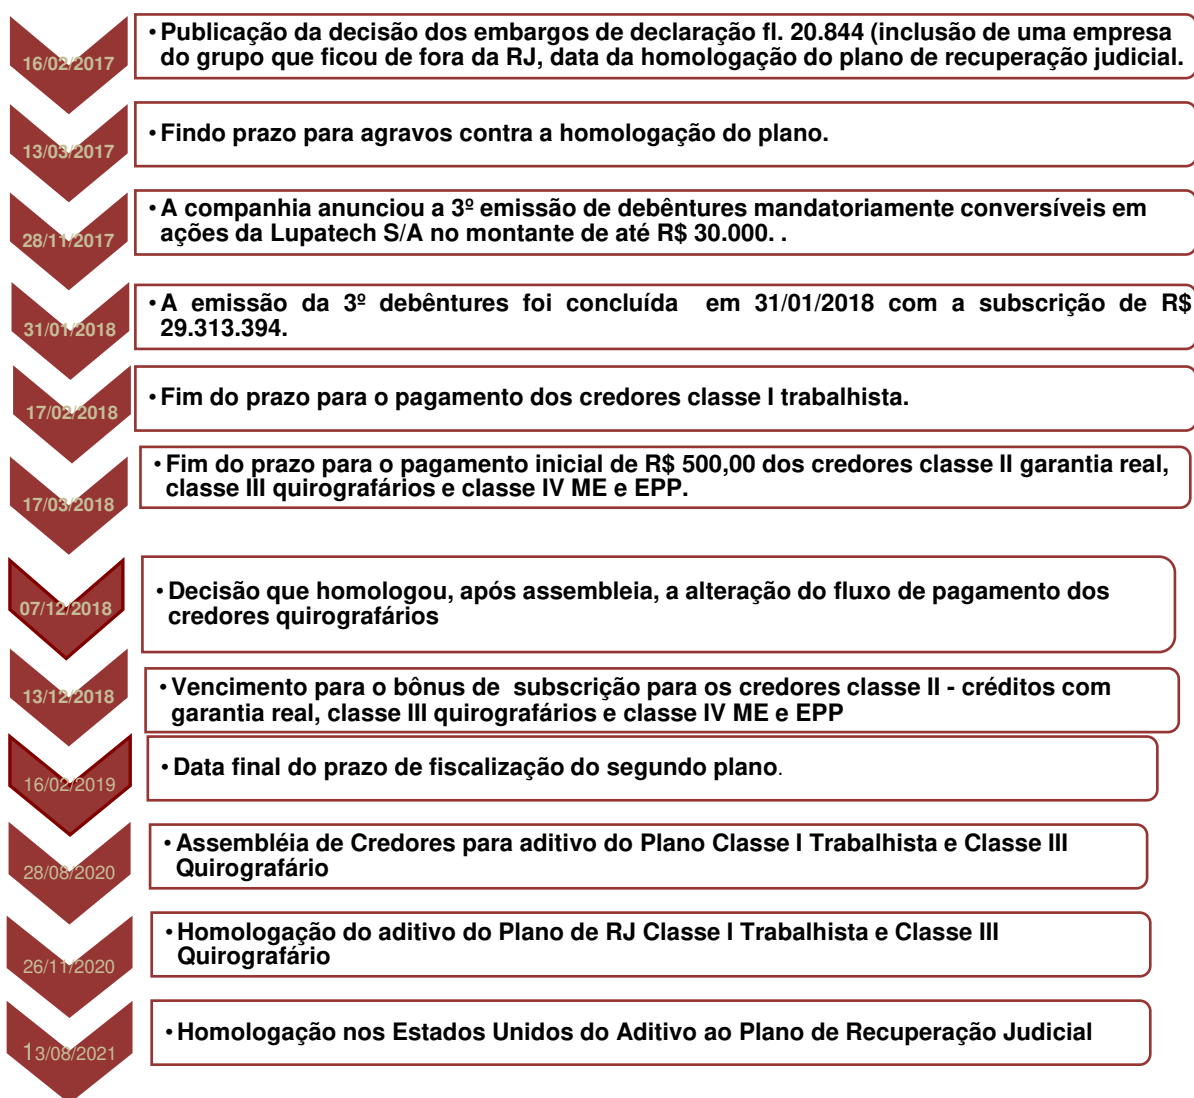 16/02/2017
• Publicação da decisão dos embargos de declaração fl. 20.844 (inclusão de uma empresa
do grupo que ficou de fora da RJ, data da homologação do plano de recuperação judicial.
13/03/2017
• Findo prazo para agravos contra a homologação do plano.
28/11/2017
• A companhia anunciou a 3º emissão de debêntures mandatoriamente conversíveis em
ações da Lupatech S/A no montante de até R$ 30.000. .
31/01/2018
• A emissão da 3º debêntures foi concluída em 31/01/2018 com a subscrição de R$
29.313.394.
17/02/2018
• Fim do prazo para o pagamento dos credores classe I trabalhista.
17/03/2018
• Fim do prazo para o pagamento inicial de R$ 500,00 dos credores classe II garantia real,
classe III quirografários e classe IV ME e EPP.
07/12/2018
• Decisão que homologou, após assembleia, a alteração do fluxo de pagamento dos
credores quirografários
13/12/2018
• Vencimento para o bônus de subscrição para os credores classe II - créditos com
garantia real, classe III quirografários e classe IV ME e EPP
16/02/2019
• Data final do prazo de fiscalização do segundo plano.
28/08/2020
• Assembléia de Credores para aditivo do Plano Classe I Trabalhista e Classe III
Quirografário
26/11/2020
• Homologação do aditivo do Plano de RJ Classe I Trabalhista e Classe III
Quirografário
13/08/2021
• Homologação nos Estados Unidos do Aditivo ao Plano de Recuperação Judicial